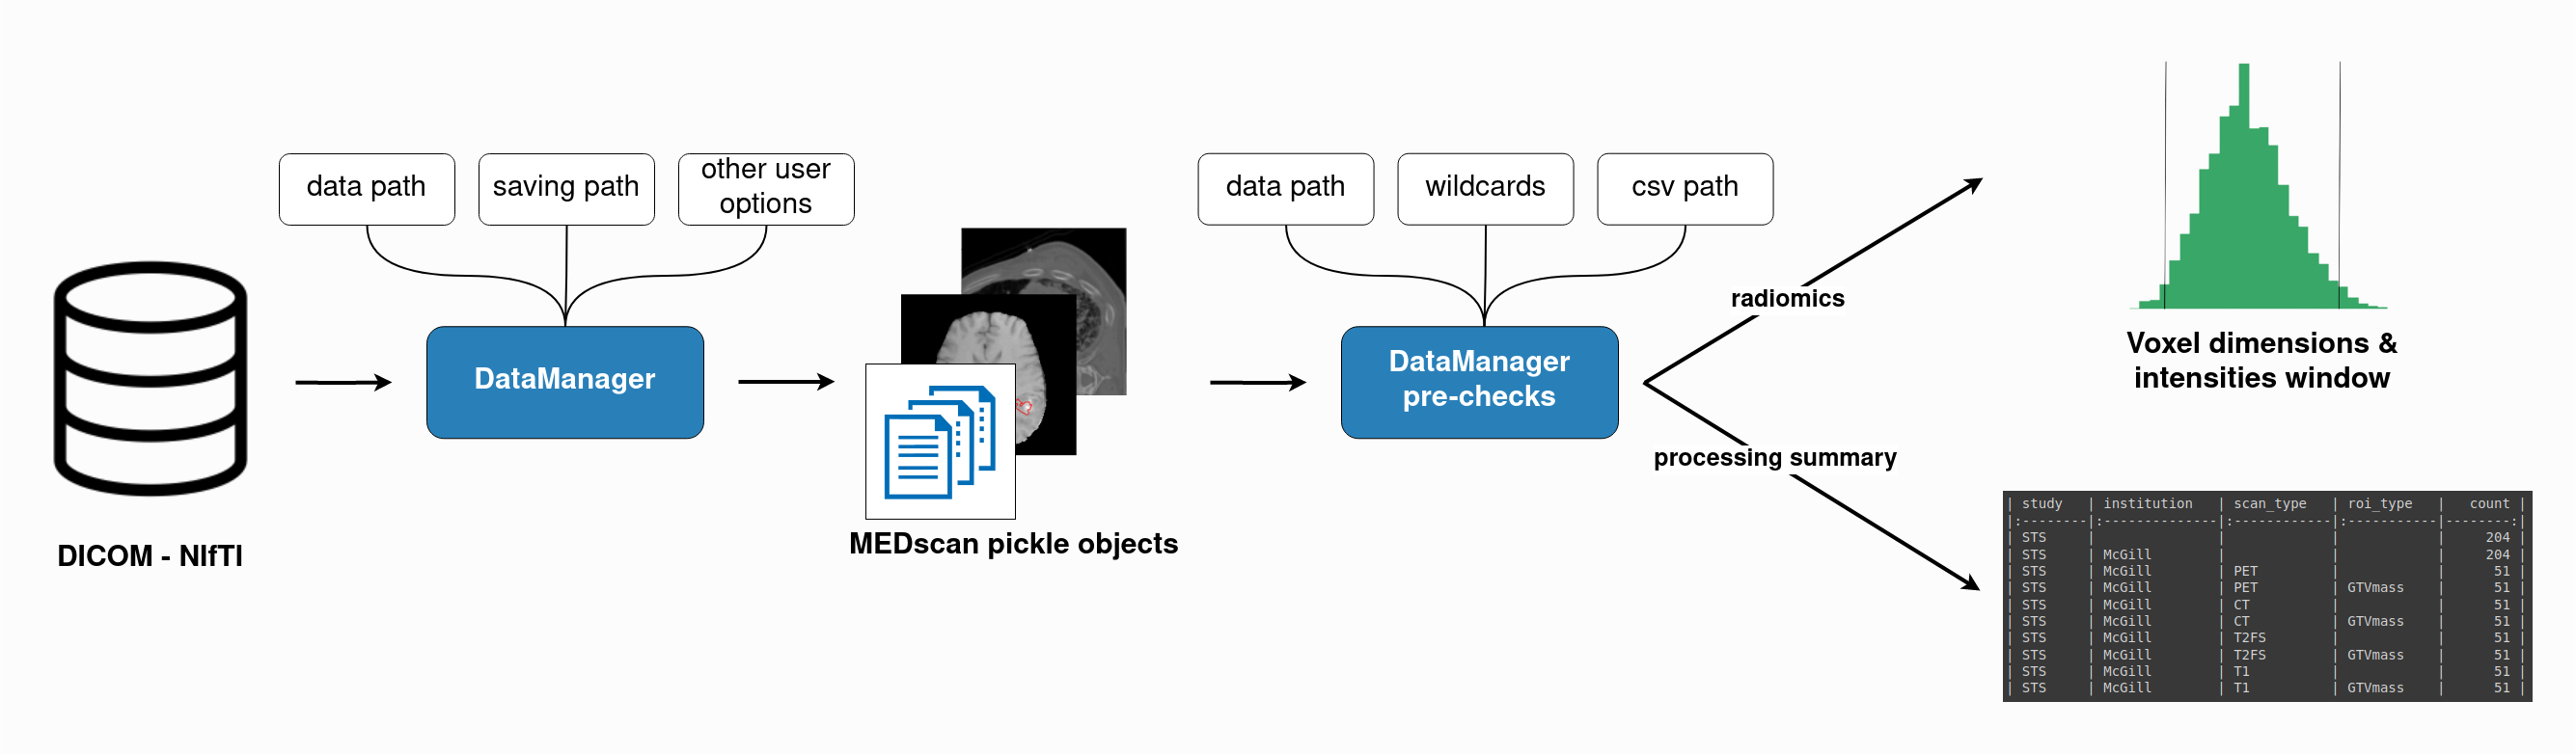 data path
saving path
other user
options
DataManager
DICOM - NIfTI
MEDscan pickle objects
data path
wildcards
csv path
DataManager
pre-checks
radiomics
processing summary
Voxel dimensions &
intensities window
| study   | institution   | scan_type   | roi_type   |   count |
|:--------|:--------------|:------------|:-----------|--------:|
| STS     |               |             |            |     204 |
| STS     | McGill        |             |            |     204 |
| STS     | McGill        | PET         |            |      51 |
| STS     | McGill        | PET         | GTVmass    |      51 |
| STS     | McGill        | CT          |            |      51 |
| STS     | McGill        | CT          | GTVmass    |      51 |
| STS     | McGill        | T2FS        |            |      51 |
| STS     | McGill        | T2FS        | GTVmass    |      51 |
| STS     | McGill        | T1          |            |      51 |
| STS     | McGill        | T1          | GTVmass    |      51 |